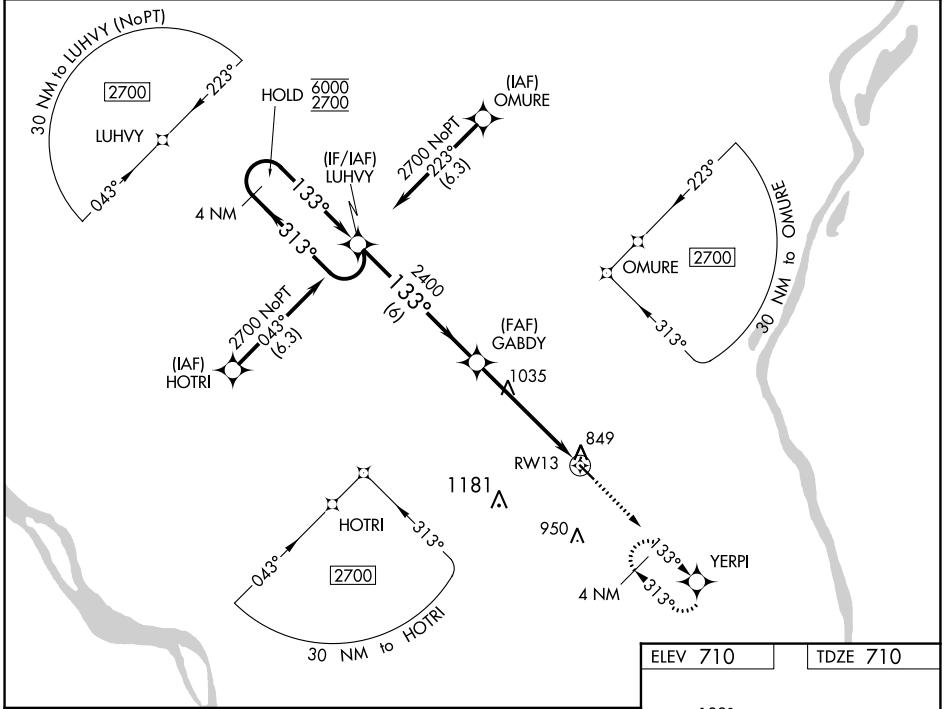 30 NM to LUHVY (NoPT)
2700
223°
LUHVY
043°
HOLD 6000
2700
(IAF)
OMURE
2700 NoPT
223°
(6.3)
(IF/IAF)
LUHVY
133°
4 NM
313°
2400
133°
(6)
2700 NoPT
043°
(6.3)
(IAF)
HOTRI
223°
OMURE
2700
313°
30 NM to OMURE
(FAF)
GABDY
1035
849
RW13
1181
950
HOTRI
043°
313°
2700
30 NM to HOTRI
133°
YERPI
313°
4 NM
ELEV 710
TDZE 710